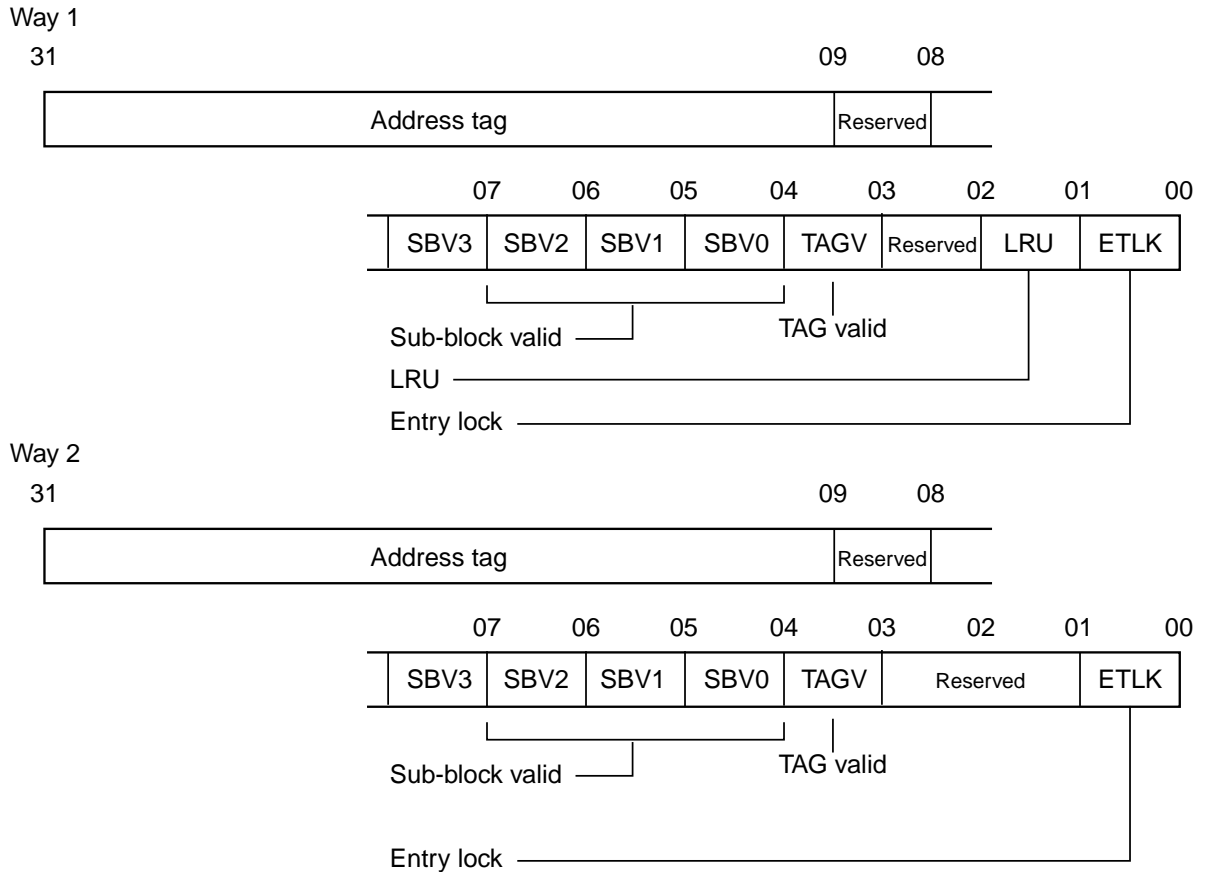 Way 1
31 09 08
Address tag Reserved
07 06 05 04 03 02 01 00
SBV3 SBV2 SBV1 SBV0 TAGV Reserved LRU ETLK
Sub-block valid TAG valid
LRU
Entry lock
Way 2
31 09 08
Address tag Reserved
07 06 05 04 03 02 01 00
SBV3 SBV2 SBV1 SBV0 TAGV Reserved ETLK
Sub-block valid TAG valid
Entry lock